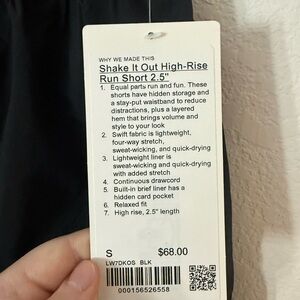 WHY WE MADE THIS
Shake It Out High-Rise
Run Short 2.5"
1. Equal parts run and fun. These
shorts have hidden storage and
a stay-put waistband to reduce
distractions, plus a layered
hem that brings volume and
style to your look
2. Swift fabric is lightweight,
four-way stretch,
sweat-wicking, and quick-drying
3. Lightweight liner is
sweat-wicking and quick-drying
with added stretch
4. Continuous drawcord
5. Built-in brief liner has a
hidden card pocket
6. Relaxed fit
7. High rise, 2.5" length
S $68.00
LW7DKOS BLK
000156526558